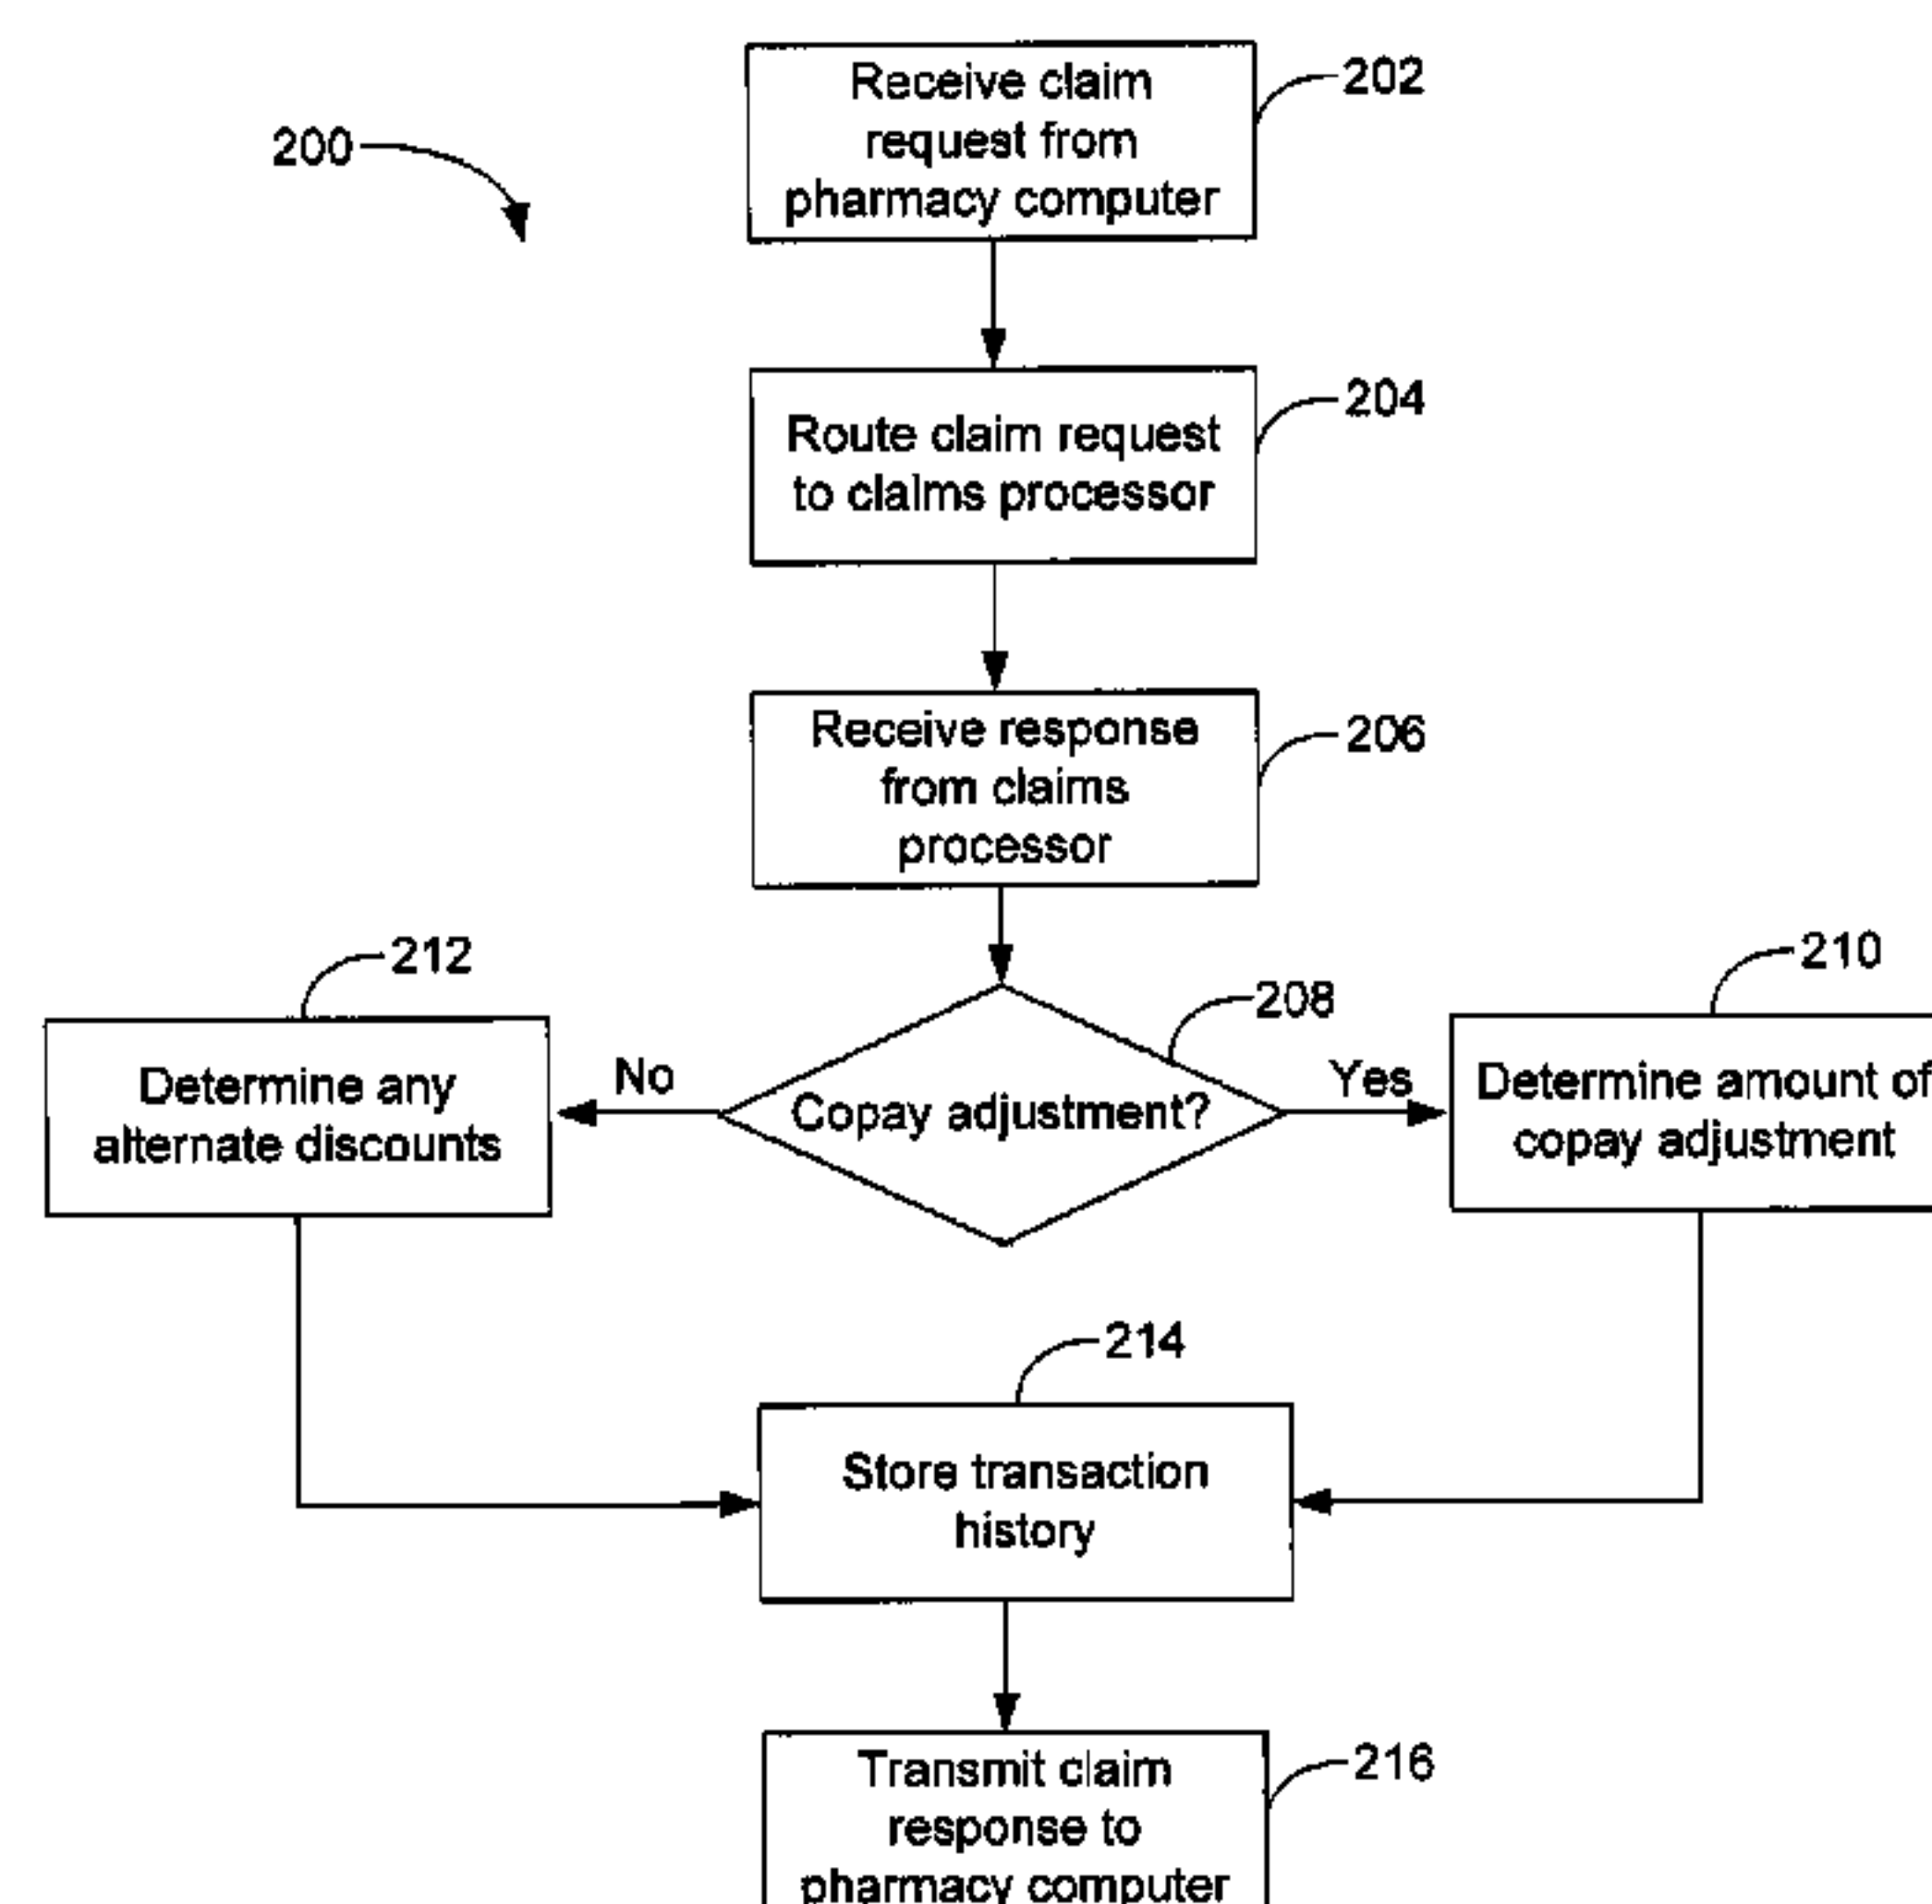 Receive claim
request from
pharmacy computer
202
200
Route claim request
to claims processor
204
Receive response
from claims
processor
206
212
Determine any
alternate discounts
No
208
Copay adjustment?
Yes
210
Determine amount of
copay adjustment
214
Store transaction
history
Transmit claim
response to
pharmacy computer
216